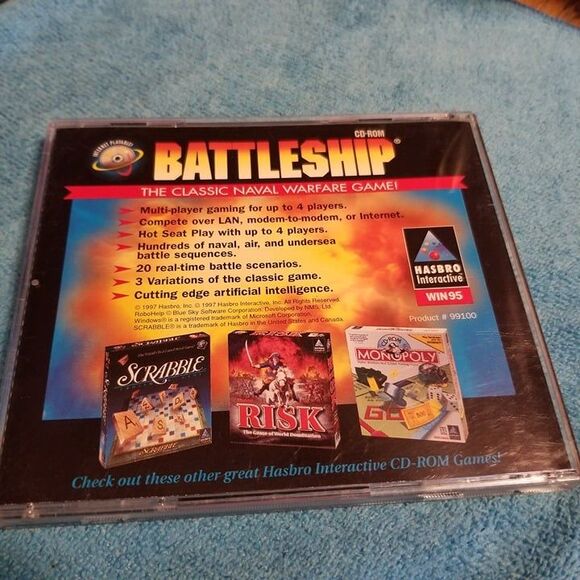 INTERNET PLAYABLE!
CD-ROM
BATTLESHIP®
THE CLASSIC NAVAL WARFARE GAME!
Multi-player gaming for up to 4 players.
Compete over LAN, modem-to-modem, or Internet.
Hot Seat Play with up to 4 players.
Hundreds of naval, air, and undersea
battle sequences.
20 real-time battle scenarios.
3 Variations of the classic game.
Cutting edge artificial intelligence.
© 1997 Hasbro, Inc. © 1997 Hasbro Interactive, Inc. All Rights Reserved.
RoboHelp © Blue Sky Software Corporation. Developed by NMS, Ltd.
Windows® is a registered trademark of Microsoft Corporation.
SCRABBLE® is a trademark of Hasbro in the United States and Canada.
HASBRO
Interactive
WIN95
Product # 99100
SCRABBLE
SCRABBLE
RISK
The Game of World Domination
CD-ROM
MONOPOLY
GO
Check out these other great Hasbro Interactive CD-ROM Games!